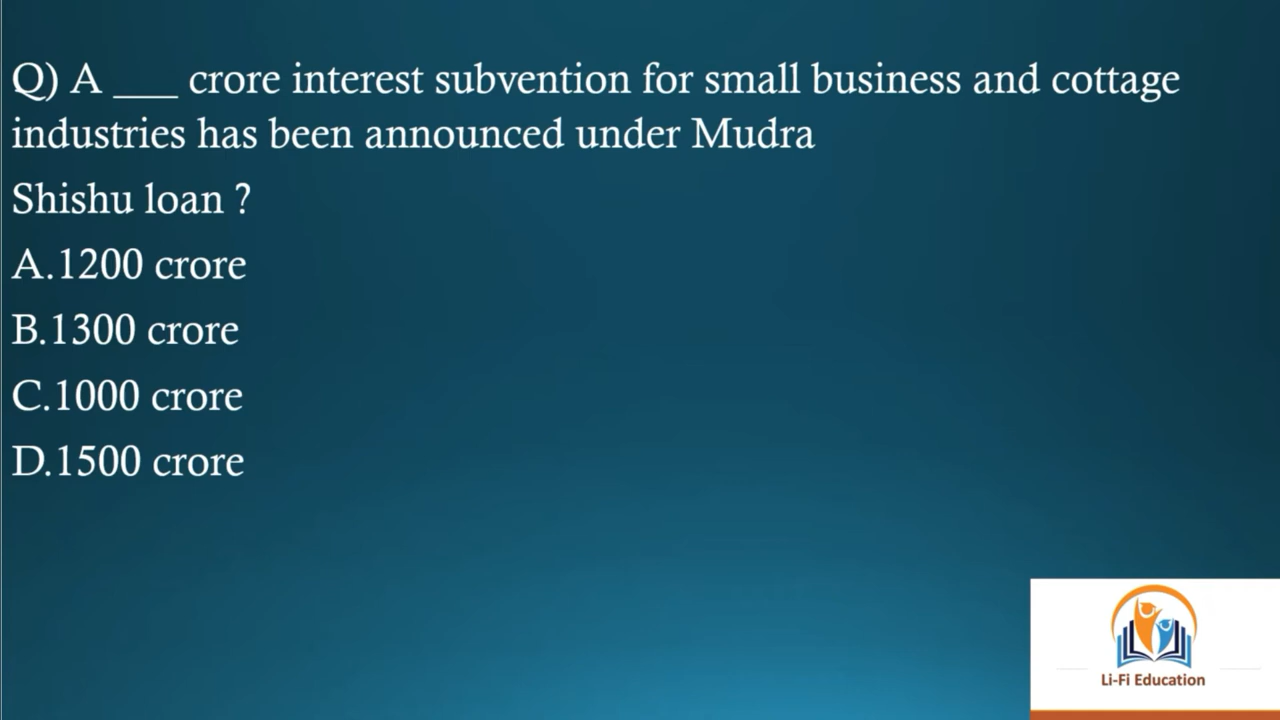 Q) A ___ crore interest subvention for small business and cottage
industries has been announced under Mudra
Shishu loan ?
A.1200 crore
B.1300 crore
C.1000 crore
D.1500 crore
Li-Fi Education